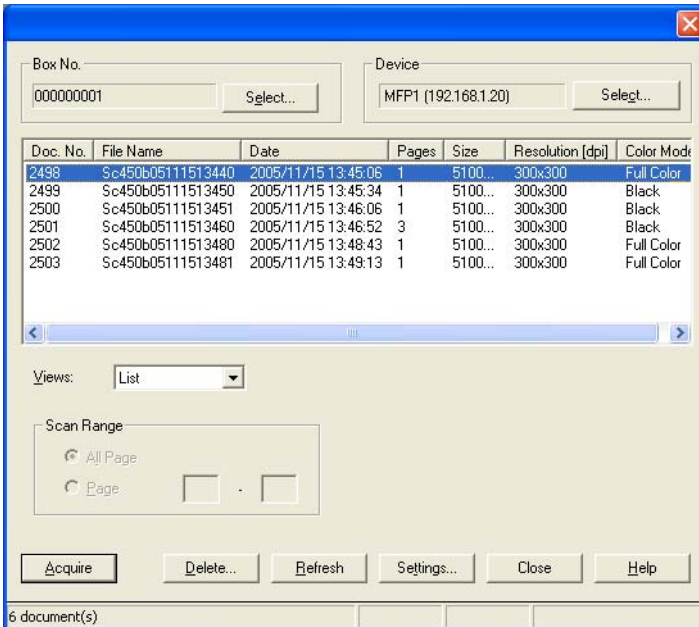 Box No.
000000001
Select...
Device
MFP1 (192.168.1.20)
Select...
Doc. No. File Name Date Pages Size Resolution [dpi] Color Mode
2498 Sc450b05111513440 2005/11/15 13:45:06 1 5100... 300x300 Full Color
2499 Sc450b05111513450 2005/11/15 13:45:34 1 5100... 300x300 Black
2500 Sc450b05111513451 2005/11/15 13:46:06 1 5100... 300x300 Black
2501 Sc450b05111513460 2005/11/15 13:46:52 3 5100... 300x300 Black
2502 Sc450b05111513480 2005/11/15 13:48:43 1 5100... 300x300 Full Color
2503 Sc450b05111513481 2005/11/15 13:49:13 1 5100... 300x300 Full Color
Views: List
Scan Range
All Page
Page -
Acquire Delete... Refresh Settings... Close Help
6 document(s)